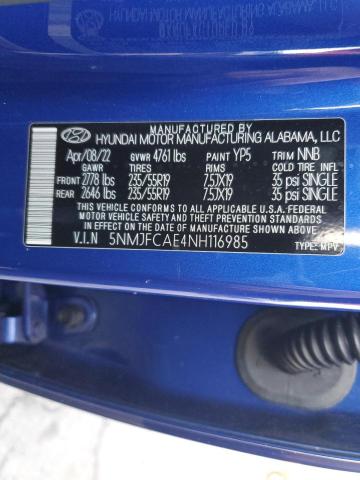 MANUFACTURED BY
HYUNDAI MOTOR MANUFACTURING ALABAMA, LLC
Apr/08/22 GVWR 4761 lbs PAINT YP5 TRIM NNB
GAWR TIRES RIMS COLD TIRE INFL
FRONT 2778 lbs 235/55R19 7.5JX19 35 psi SINGLE
REAR 2646 lbs 235/55R19 7.5JX19 35 psi SINGLE
THIS VEHICLE CONFORMS TO ALL APPLICABLE U.S.A. FEDERAL
MOTOR VEHICLE SAFETY AND BUMPER AND THEFT PREVENTION STANDARDS
IN EFFECT ON THE DATE OF MANUFACTURE SHOWN ABOVE.
V.I.N 5NMJFCAE4NH116985 TYPE: MPV